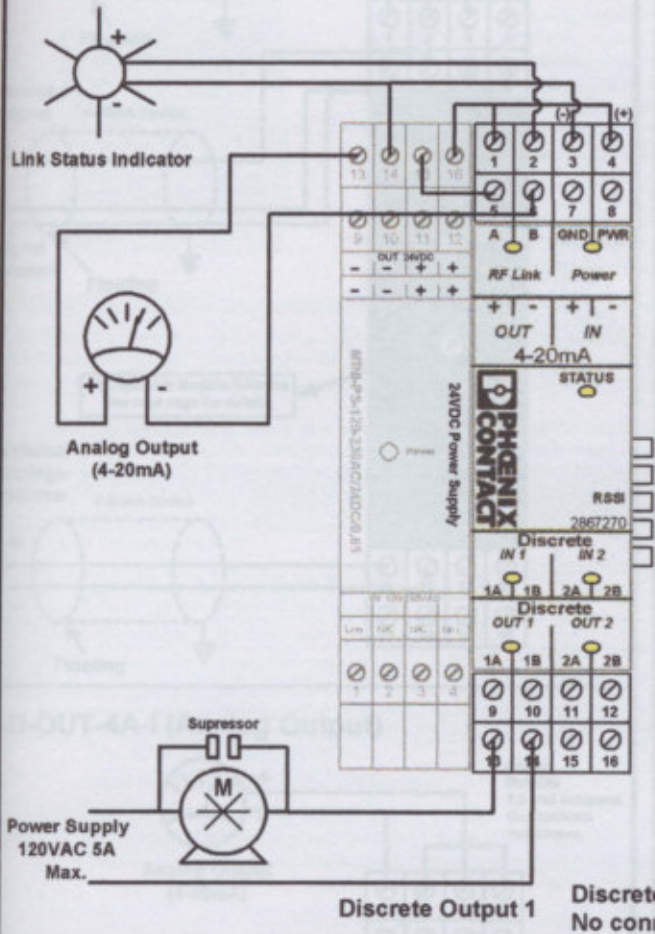 +
-
Link Status Indicator
(-) (+)
1 2 3 4
13 14 15 16
5 6 7 8
9 10 11 12
A B GND PWR
OUT 24VDC
- - + +
- - + +
RF Link Power
+ - + -
OUT IN
4-20mA
STATUS
+ -
Analog Output
(4-20mA)
24VDC Power Supply
PHOENIX
CONTACT
Power
RSSI
2867270
Discrete
IN 1 IN 2
1A 1B 2A 2B
Discrete
OUT 1 OUT 2
1A 1B 2A 2B
1 2 3 4
9 10 11 12
13 14 15 16
Supressor
M
Power Supply
120VAC 5A
Max.
Discrete Output 1
Discrete
No conn